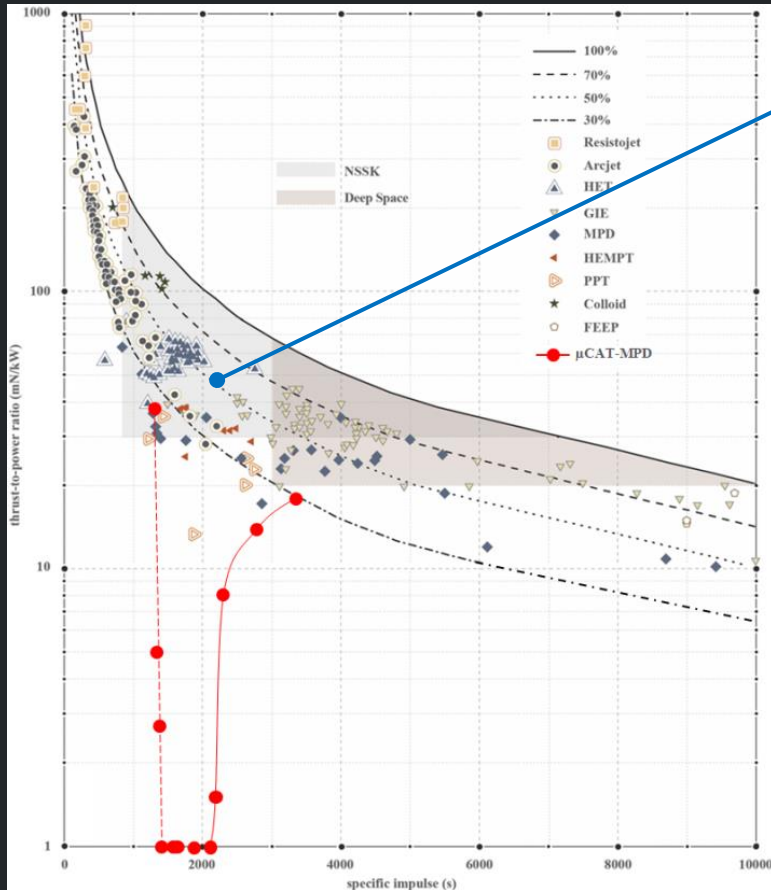 1000
100
10
1
thrust-to-power ratio (mN/kW)
100%
70%
50%
30%
Resistojet
Arcjet
HET
GIE
MPD
HEMPT
PPT
Colloid
FEEP
μCAT-MPD
NSSK
Deep Space
0 2000 4000 6000 8000 10000
specific impulse (s)